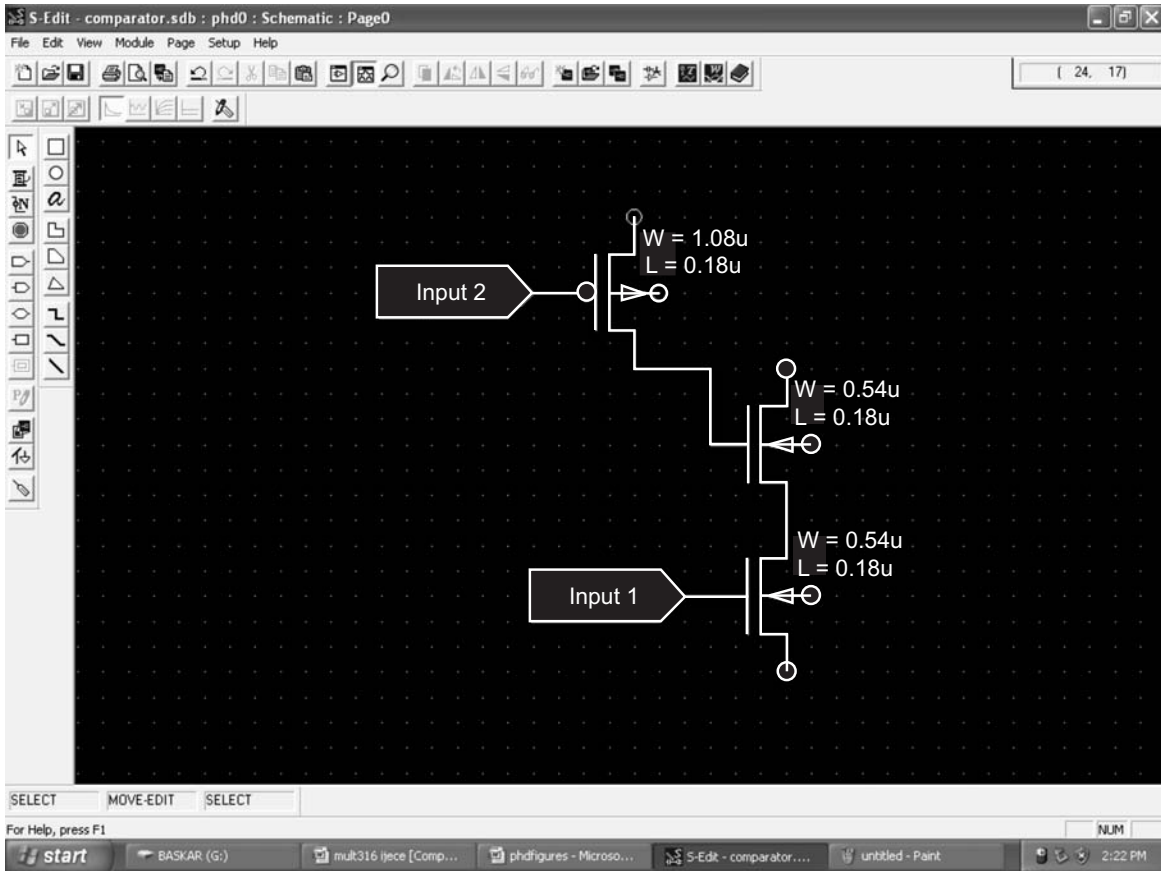 S-Edit - comparator.sdb : phd0 : Schematic : Page0
File Edit View Module Page Setup Help
( 24, 17)
W = 1.08u
L = 0.18u
Input 2
W = 0.54u
L = 0.18u
W = 0.54u
L = 0.18u
Input 1
SELECT MOVE-EDIT SELECT
For Help, press F1
NUM
start BASKAR (G:) mult316 ijece [Comp... phdfigures - Microso... S-Edit - comparator.... untitled - Paint 2:22 PM